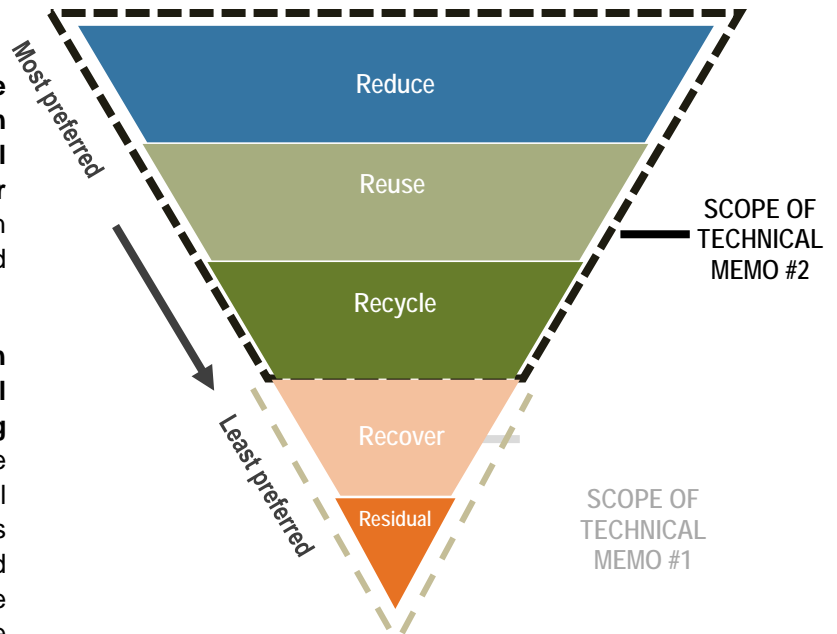 Most preferred
Reduce
Reuse
Recycle
SCOPE OF
TECHNICAL
MEMO #2
Least preferred
Recover
Residual
SCOPE OF
TECHNICAL
MEMO #1